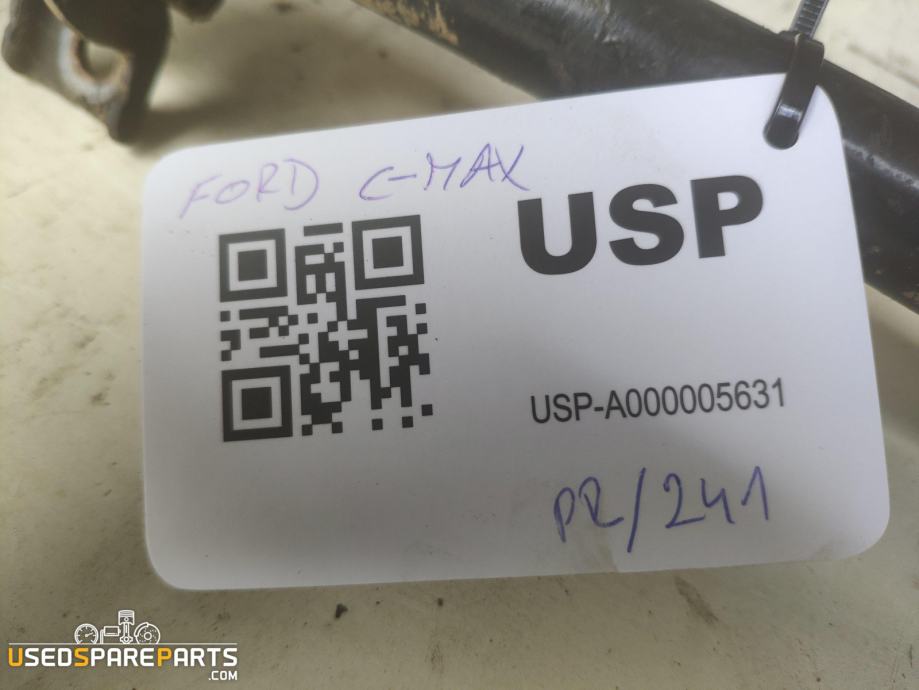 FORD C-MAX
USP
USP-A000005631
PR/241
USEDSPAREPARTS
.COM